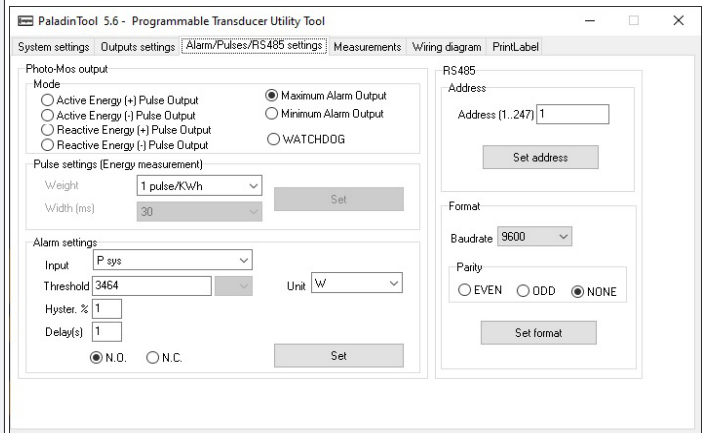 PaladinTool 5.6 - Programmable Transducer Utility Tool
System settings Outputs settings Alarm/Pulses/RS485 settings Measurements Wiring diagram PrintLabel
Photo-Mos output
Mode
Active Energy (+) Pulse Output
Active Energy (-) Pulse Output
Reactive Energy (+) Pulse Output
Reactive Energy (-) Pulse Output
Maximum Alarm Output
Minimum Alarm Output
WATCHDOG
Pulse settings (Energy measurement)
Weight 1 pulse/KWh
Width (ms) 30
Set
Alarm settings
Input P sys
Threshold 3464 Unit W
Hyster. % 1
Delay(s) 1
N.O. N.C. Set
RS485
Address
Address (1..247) 1
Set address
Format
Baudrate 9600
Parity
EVEN ODD NONE
Set format